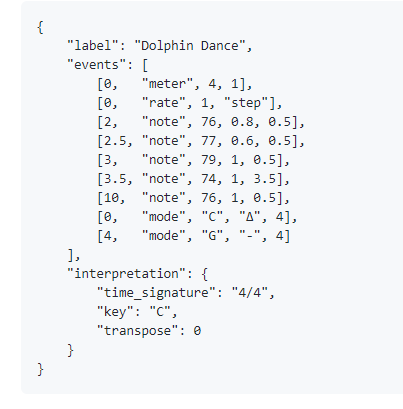 {
    "label": "Dolphin Dance",
    "events": [
        [0,   "meter", 4, 1],
        [0,   "rate", 1, "step"],
        [2,   "note", 76, 0.8, 0.5],
        [2.5, "note", 77, 0.6, 0.5],
        [3,   "note", 79, 1, 0.5],
        [3.5, "note", 74, 1, 3.5],
        [10,  "note", 76, 1, 0.5],
        [0,   "mode", "C", "∆", 4],
        [4,   "mode", "G", "-", 4]
    ],
    "interpretation": {
        "time_signature": "4/4",
        "key": "C",
        "transpose": 0
    }
}